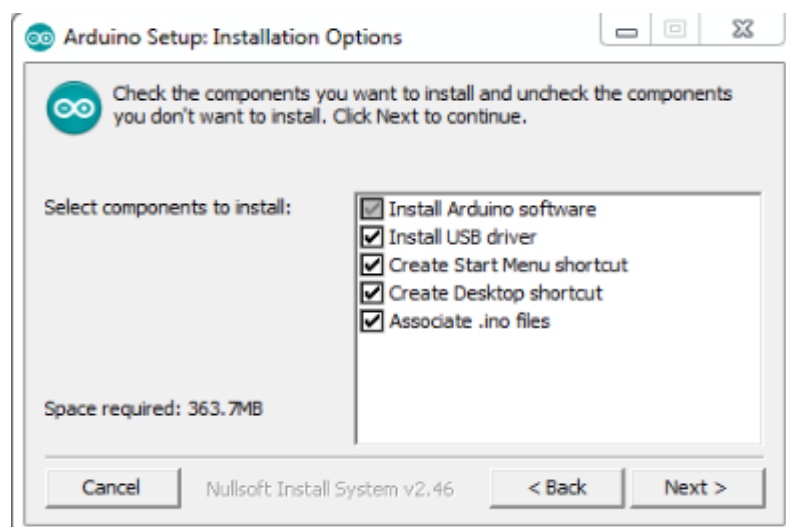 Arduino Setup: Installation Options
Check the components you want to install and uncheck the components
you don't want to install. Click Next to continue.
Select components to install:
Install Arduino software
Install USB driver
Create Start Menu shortcut
Create Desktop shortcut
Associate .ino files
Space required: 363.7MB
Cancel
Nullsoft Install System v2.46
< Back
Next >